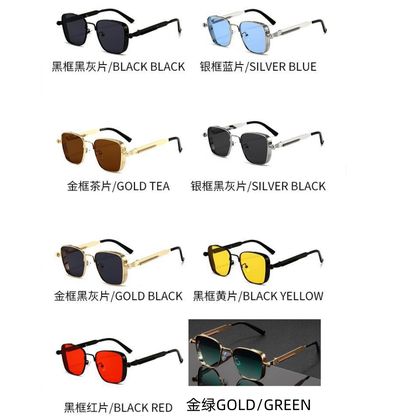 黑框黑灰片/BLACK BLACK
银框蓝片/SILVER BLUE
金框茶片/GOLD TEA
银框黑灰片/SILVER BLACK
金框黑灰片/GOLD BLACK
黑框黄片/BLACK YELLOW
黑框红片/BLACK RED
金绿GOLD/GREEN